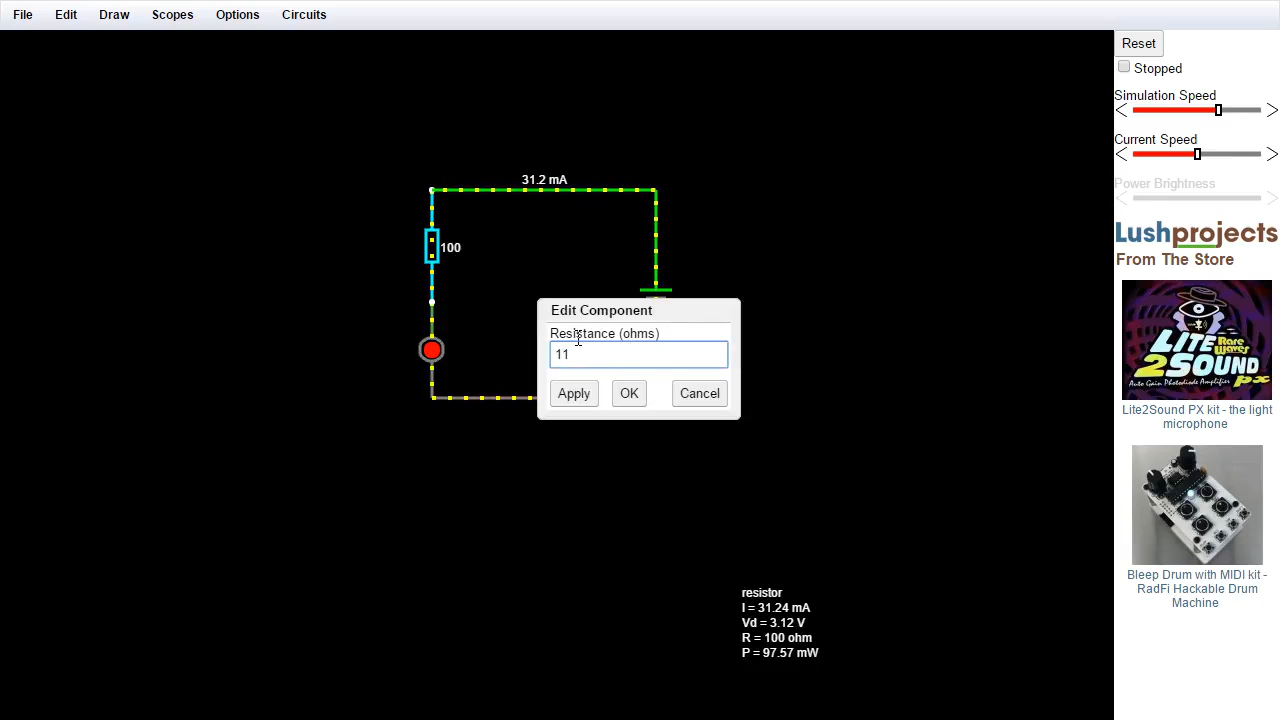 File Edit Draw Scopes Options Circuits
Reset
Stopped
Simulation Speed
Current Speed
Power Brightness
Lushprojects
From The Store
LITE
Rare
Waves
2SOUND
px
Auto Gain Photodiode Amplifier
Lite2Sound PX kit - the light
microphone
Bleep Drum with MIDI kit -
RadFi Hackable Drum
Machine
31.2 mA
100
Edit Component
Resistance (ohms)
11
Apply OK Cancel
resistor
I = 31.24 mA
Vd = 3.12 V
R = 100 ohm
P = 97.57 mW